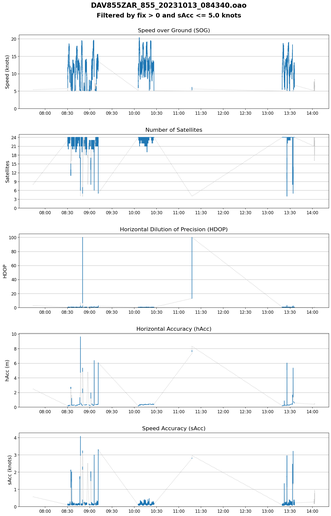 DAV855ZAR_855_20231013_084340.oao
Filtered by fix > 0 and sAcc <= 5.0 knots
Speed over Ground (SOG)
Speed (knots)
20
15
10
5
0
08:00 08:30 09:00 09:30 10:00 10:30 11:00 11:30 12:00 12:30 13:00 13:30 14:00
Number of Satellites
Satellites
24
21
18
15
12
9
6
3
0
08:00 08:30 09:00 09:30 10:00 10:30 11:00 11:30 12:00 12:30 13:00 13:30 14:00
Horizontal Dilution of Precision (HDOP)
HDOP
100
75
50
25
0
08:00 08:30 09:00 09:30 10:00 10:30 11:00 11:30 12:00 12:30 13:00 13:30 14:00
Horizontal Accuracy (hAcc)
hAcc (m)
10
8
6
4
2
0
08:00 08:30 09:00 09:30 10:00 10:30 11:00 11:30 12:00 12:30 13:00 13:30 14:00
Speed Accuracy (sAcc)
sAcc (knots)
4
3
2
1
0
08:00 08:30 09:00 09:30 10:00 10:30 11:00 11:30 12:00 12:30 13:00 13:30 14:00